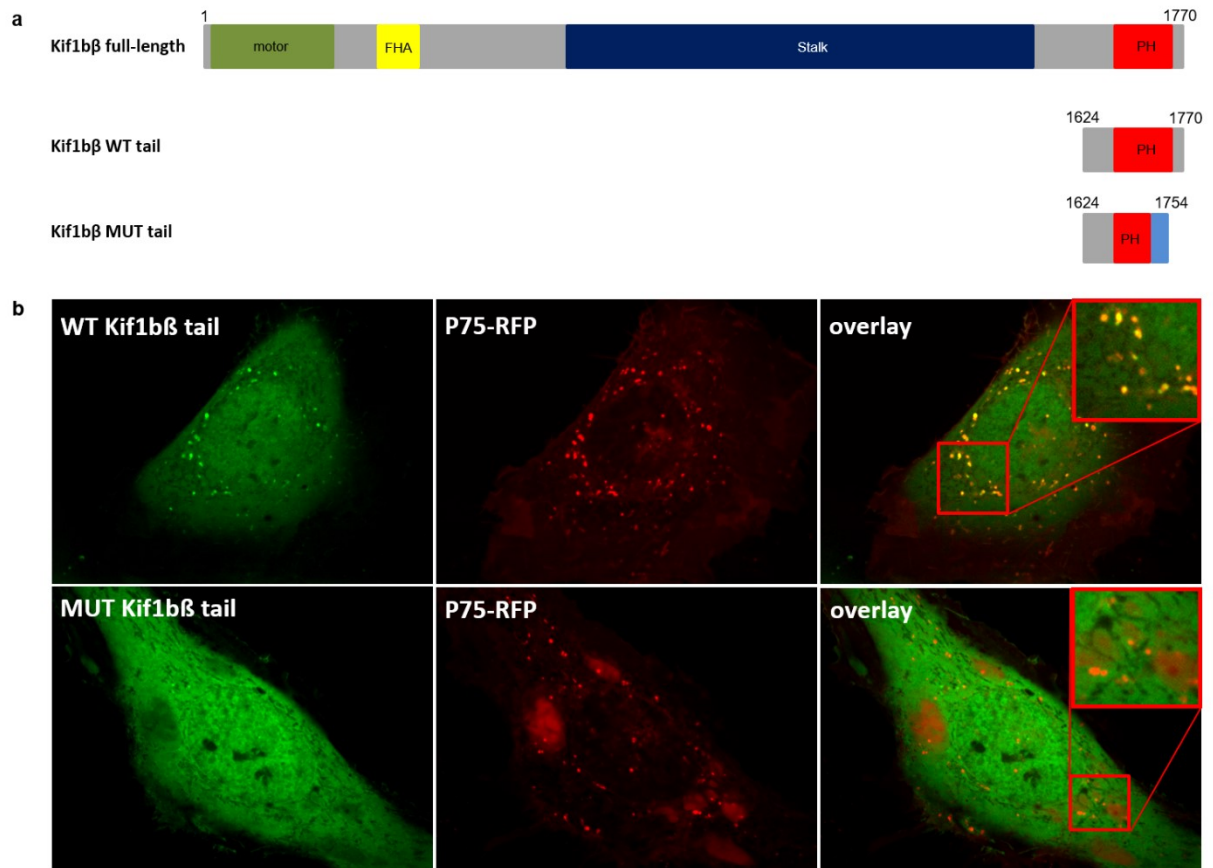 a
1 1770
Kif1bβ full-length motor FHA Stalk PH
1624 1770
Kif1bβ WT tail PH
1624 1754
Kif1bβ MUT tail PH
b
WT Kif1bß tail P75-RFP overlay
MUT Kif1bß tail P75-RFP overlay